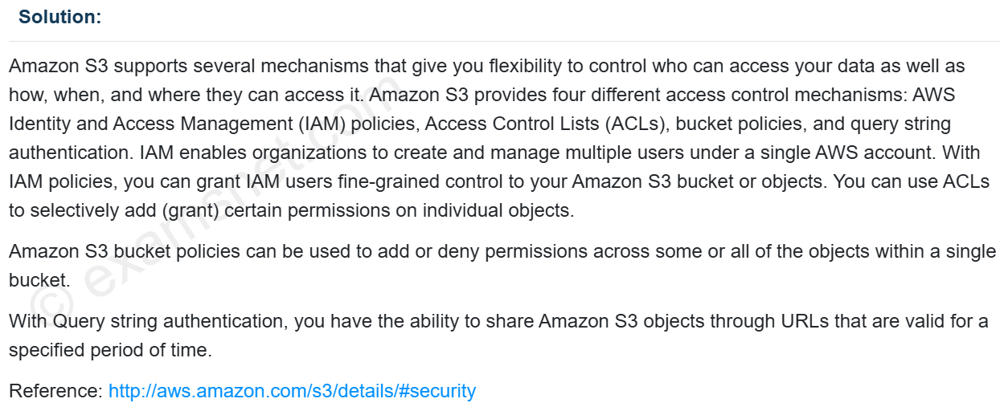 Solution:
Amazon S3 supports several mechanisms that give you flexibility to control who can access your data as well as
how, when, and where they can access it. Amazon S3 provides four different access control mechanisms: AWS
Identity and Access Management (IAM) policies, Access Control Lists (ACLs), bucket policies, and query string
authentication. IAM enables organizations to create and manage multiple users under a single AWS account. With
IAM policies, you can grant IAM users fine-grained control to your Amazon S3 bucket or objects. You can use ACLs
to selectively add (grant) certain permissions on individual objects.
Amazon S3 bucket policies can be used to add or deny permissions across some or all of the objects within a single
bucket.
With Query string authentication, you have the ability to share Amazon S3 objects through URLs that are valid for a
specified period of time.
Reference: http://aws.amazon.com/s3/details/#security
© examsnet.com